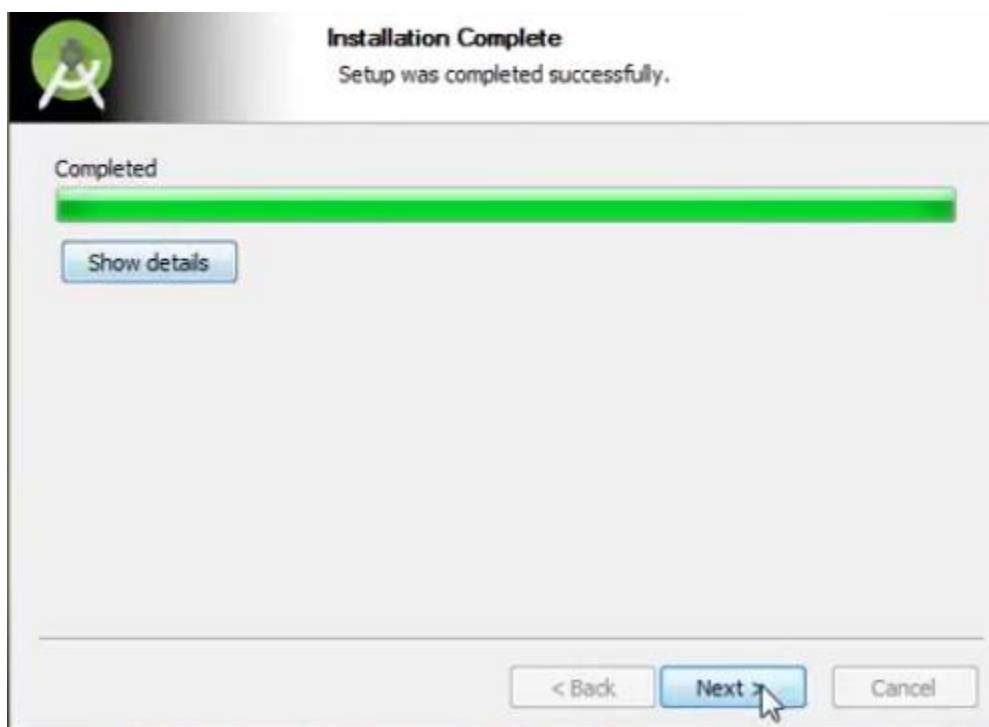 Installation Complete
Setup was completed successfully.
Completed
Show details
< Back
Next >
Cancel